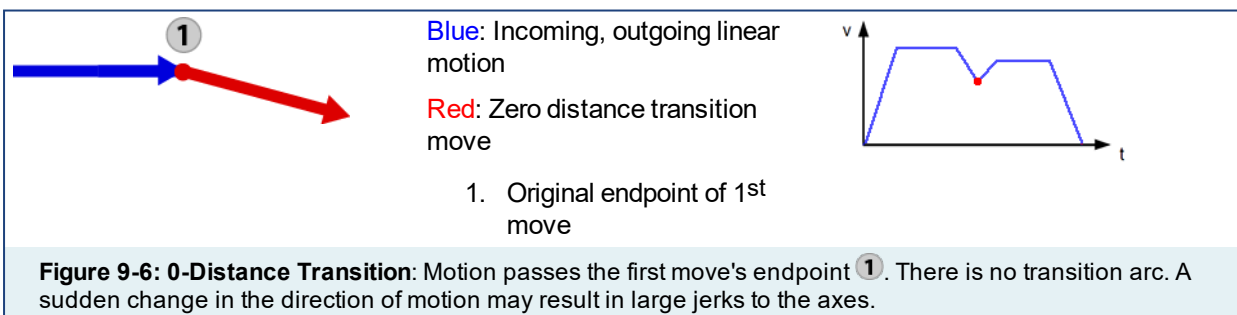 1
Blue: Incoming, outgoing linear
motion
Red: Zero distance transition
move
1. Original endpoint of 1st
move
v
t
Figure 9-6: 0-Distance Transition: Motion passes the first move's endpoint 1. There is no transition arc. A
sudden change in the direction of motion may result in large jerks to the axes.